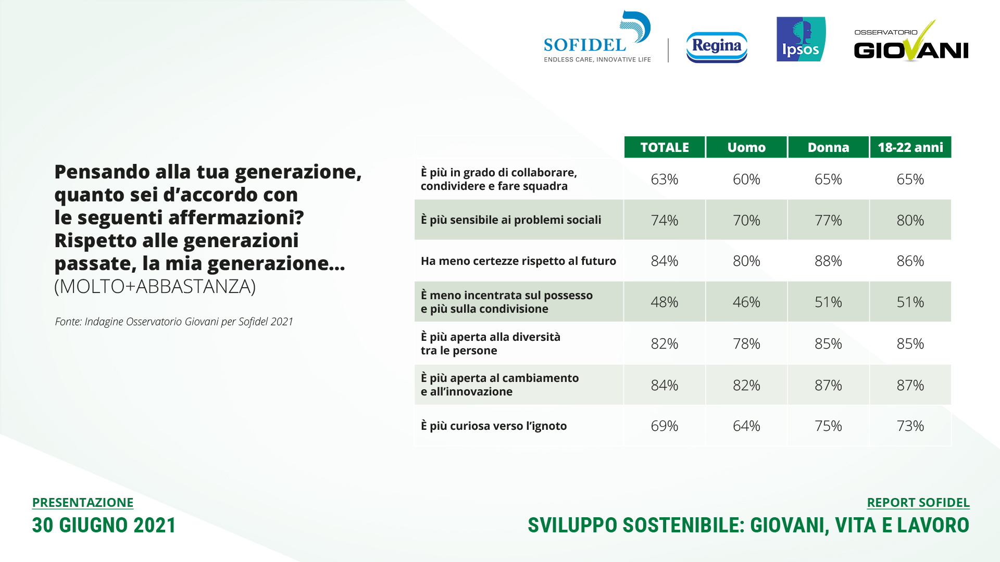 SOFIDEL
ENDLESS CARE, INNOVATIVE LIFE
Regina
Ipsos
OSSERVATORIO
GIOVANI
Pensando alla tua generazione,
quanto sei d’accordo con
le seguenti affermazioni?
Rispetto alle generazioni
passate, la mia generazione...
(MOLTO+ABBASTANZA)
Fonte: Indagine Osservatorio Giovani per Sofidel 2021
TOTALE Uomo Donna 18-22 anni
È più in grado di collaborare,
condividere e fare squadra
63% 60% 65% 65%
È più sensibile ai problemi sociali 74% 70% 77% 80%
Ha meno certezze rispetto al futuro 84% 80% 88% 86%
È meno incentrata sul possesso
e più sulla condivisione
48% 46% 51% 51%
È più aperta alla diversità
tra le persone
82% 78% 85% 85%
È più aperta al cambiamento
e all’innovazione
84% 82% 87% 87%
È più curiosa verso l’ignoto 69% 64% 75% 73%
PRESENTAZIONE
30 GIUGNO 2021
REPORT SOFIDEL
SVILUPPO SOSTENIBILE: GIOVANI, VITA E LAVORO